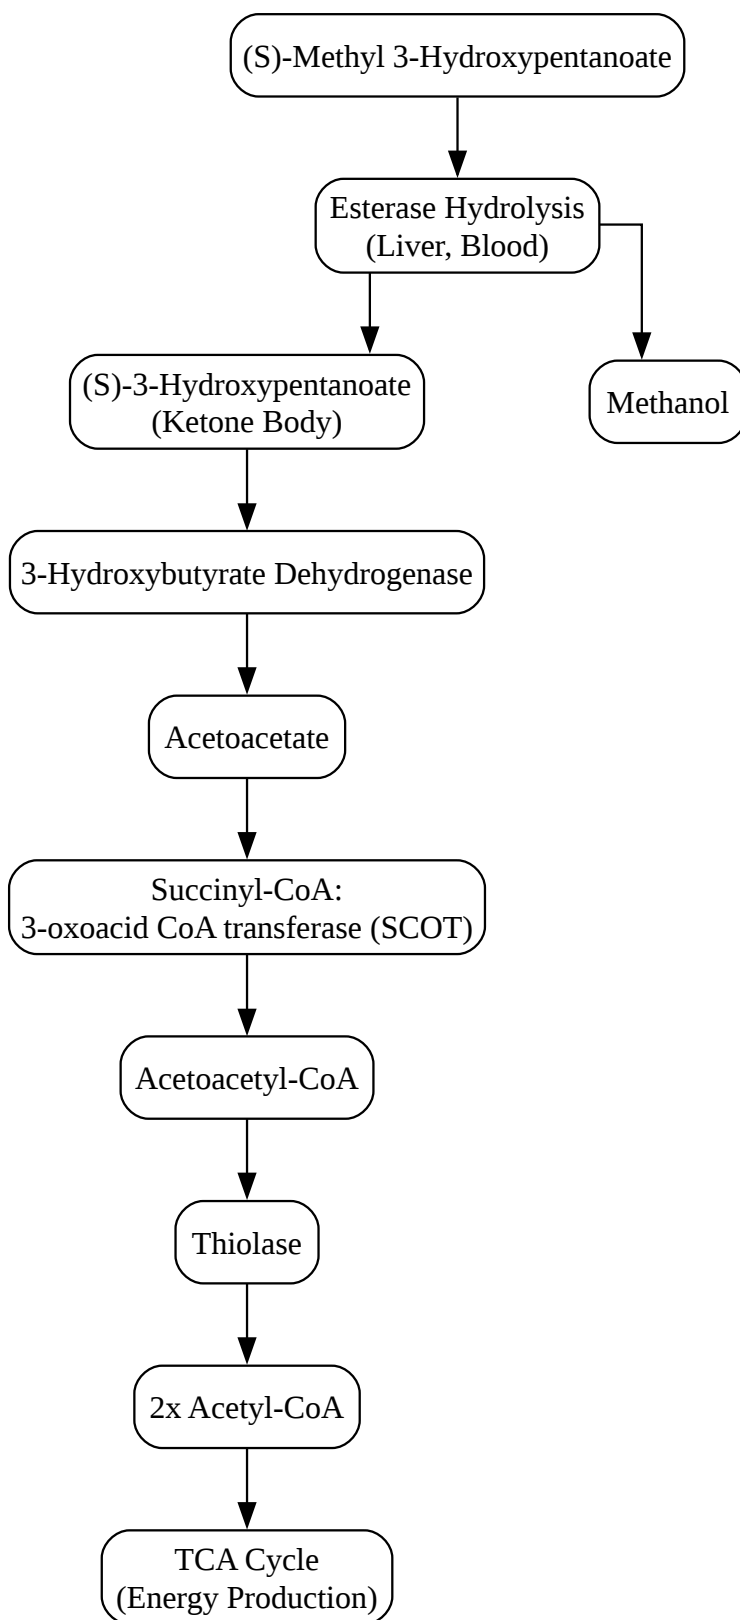 (S)-Methyl 3-Hydroxypentanoate
Esterase Hydrolysis
(Liver, Blood)
(S)-3-Hydroxypentanoate
(Ketone Body)
Methanol
3-Hydroxybutyrate Dehydrogenase
Acetoacetate
Succinyl-CoA:
3-oxoacid CoA transferase (SCOT)
Acetoacetyl-CoA
Thiolase
2x Acetyl-CoA
TCA Cycle
(Energy Production)